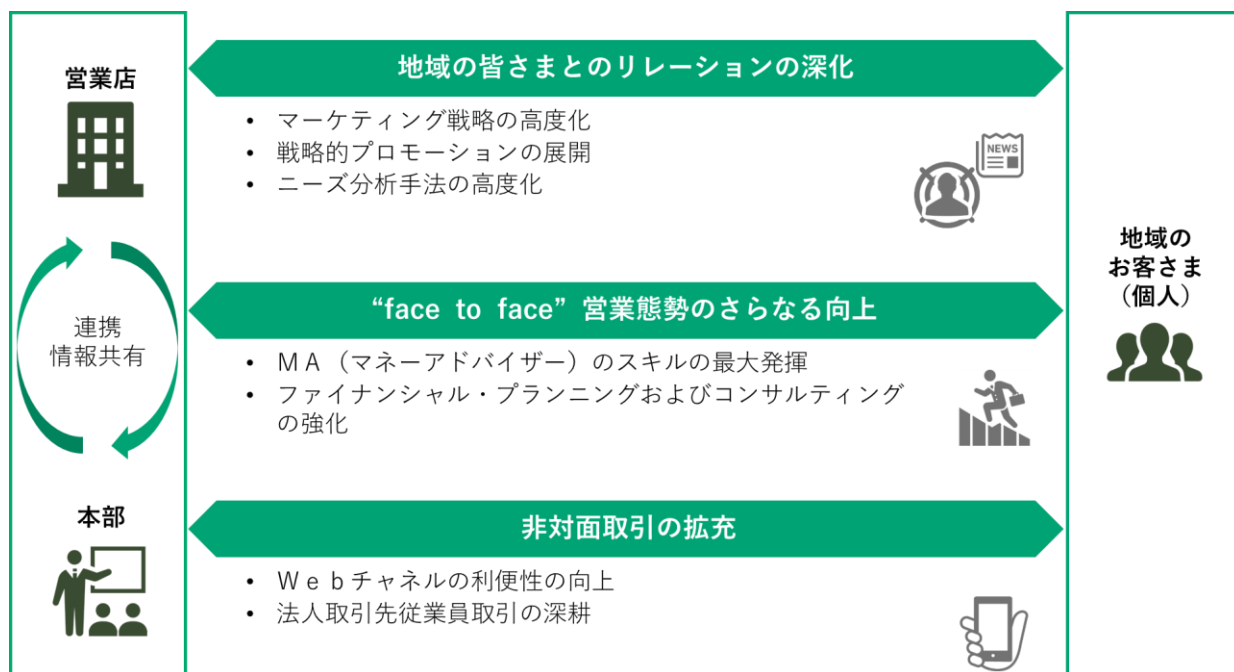 営業店
連携
情報共有
本部
地域の皆さまとのリレーションの深化
• マーケティング戦略の高度化
• 戦略的プロモーションの展開
• ニーズ分析手法の高度化
NEWS
“face to face”営業態勢のさらなる向上
• ＭＡ（マネーアドバイザー）のスキルの最大発揮
• ファイナンシャル・プランニングおよびコンサルティング
の強化
非対面取引の拡充
• Ｗｅｂチャネルの利便性の向上
• 法人取引先従業員取引の深耕
地域の
お客さま
（個人）